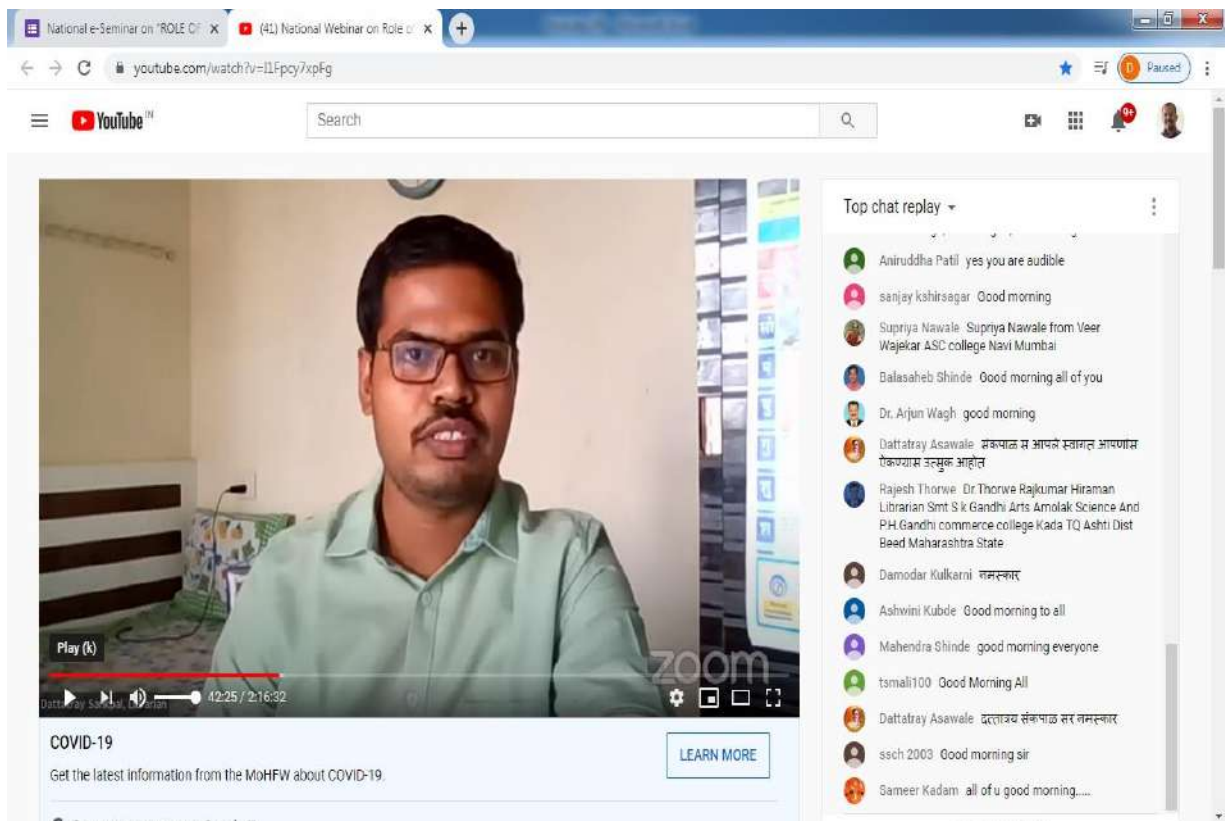 National e-Seminar on "ROLE OF
(41) National Webinar on Role o
youtube.com/watch?v=I1Fpcy7xpFg
Paused
YouTube IN
Search
9+
Play (k)
zoom
42:25 / 2:16:32
Librarian
COVID-19
Get the latest information from the MoHFW about COVID-19.
LEARN MORE
Top chat replay
Aniruddha Patil yes you are audible
sanjay kshirsagar Good morning
Supriya Nawale Supriya Nawale from Veer
Wajekar ASC college Navi Mumbai
Balasaheb Shinde Good morning all of you
Dr. Arjun Wagh good morning
Dattatray Asawale संकपाळ स आपले स्वागत आपणांस
ऐकण्यास उत्सुक आहोत
Rajesh Thorwe Dr.Thorwe Rajkumar Hiraman
Librarian Smt S k Gandhi Arts Amolak Science And
P.H.Gandhi commerce college Kada TQ Ashti Dist
Beed Maharashtra State
Damodar Kulkarni नमस्कार
Ashwini Kubde Good morning to all
Mahendra Shinde good morning everyone
tsmali100 Good Morning All
Dattatray Asawale दत्तात्रय संकपाळ सर नमस्कार
ssch 2003 Good morning sir
Sameer Kadam all of u good morning.....